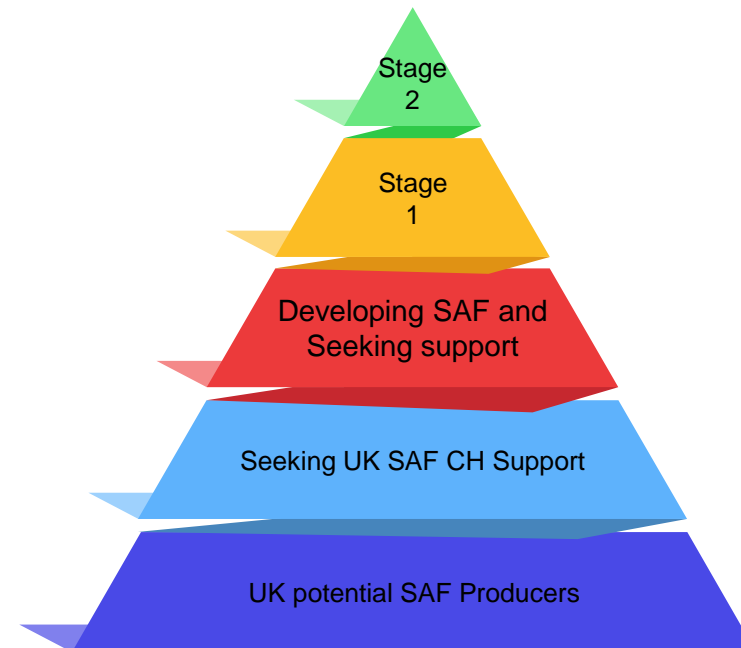 Stage
2
Stage
1
Developing SAF and
Seeking support
Seeking UK SAF CH Support
UK potential SAF Producers